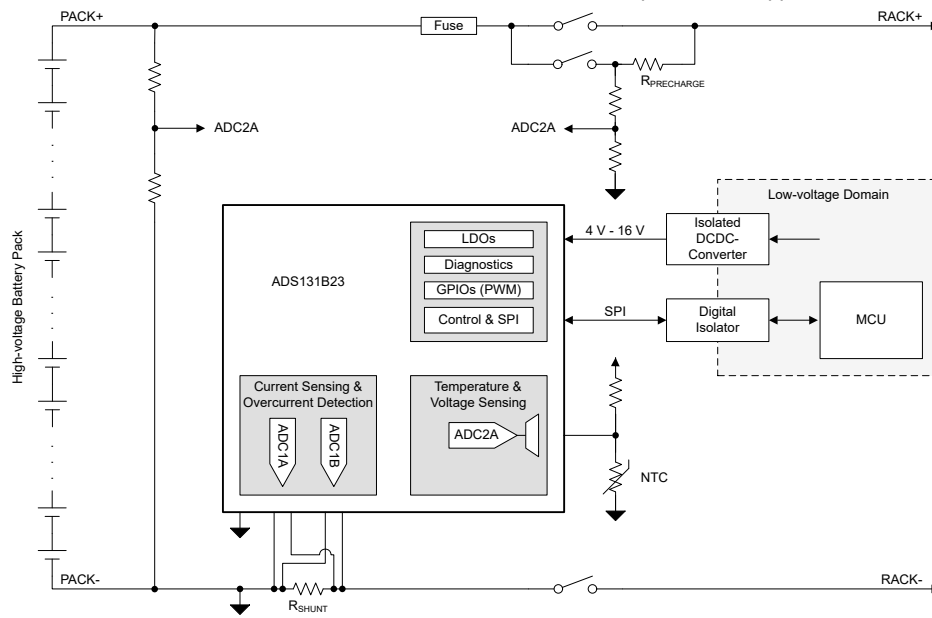 PACK+
Fuse
RACK+
R_PRECHARGE
ADC2A
ADC2A
High-voltage Battery Pack
Low-voltage Domain
LDOs
4 V - 16 V
Isolated
DCDC-
Converter
Diagnostics
ADS131B23
GPIOs (PWM)
Control & SPI
SPI
Digital
Isolator
MCU
Current Sensing &
Overcurrent Detection
Temperature &
Voltage Sensing
ADC1A
ADC1B
ADC2A
NTC
PACK-
RACK-
R_SHUNT